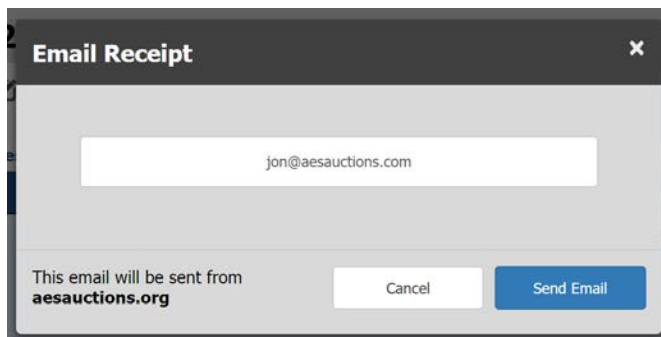 Email Receipt
×
jon@aesauctions.com
This email will be sent from
aesauctions.org
Cancel
Send Email